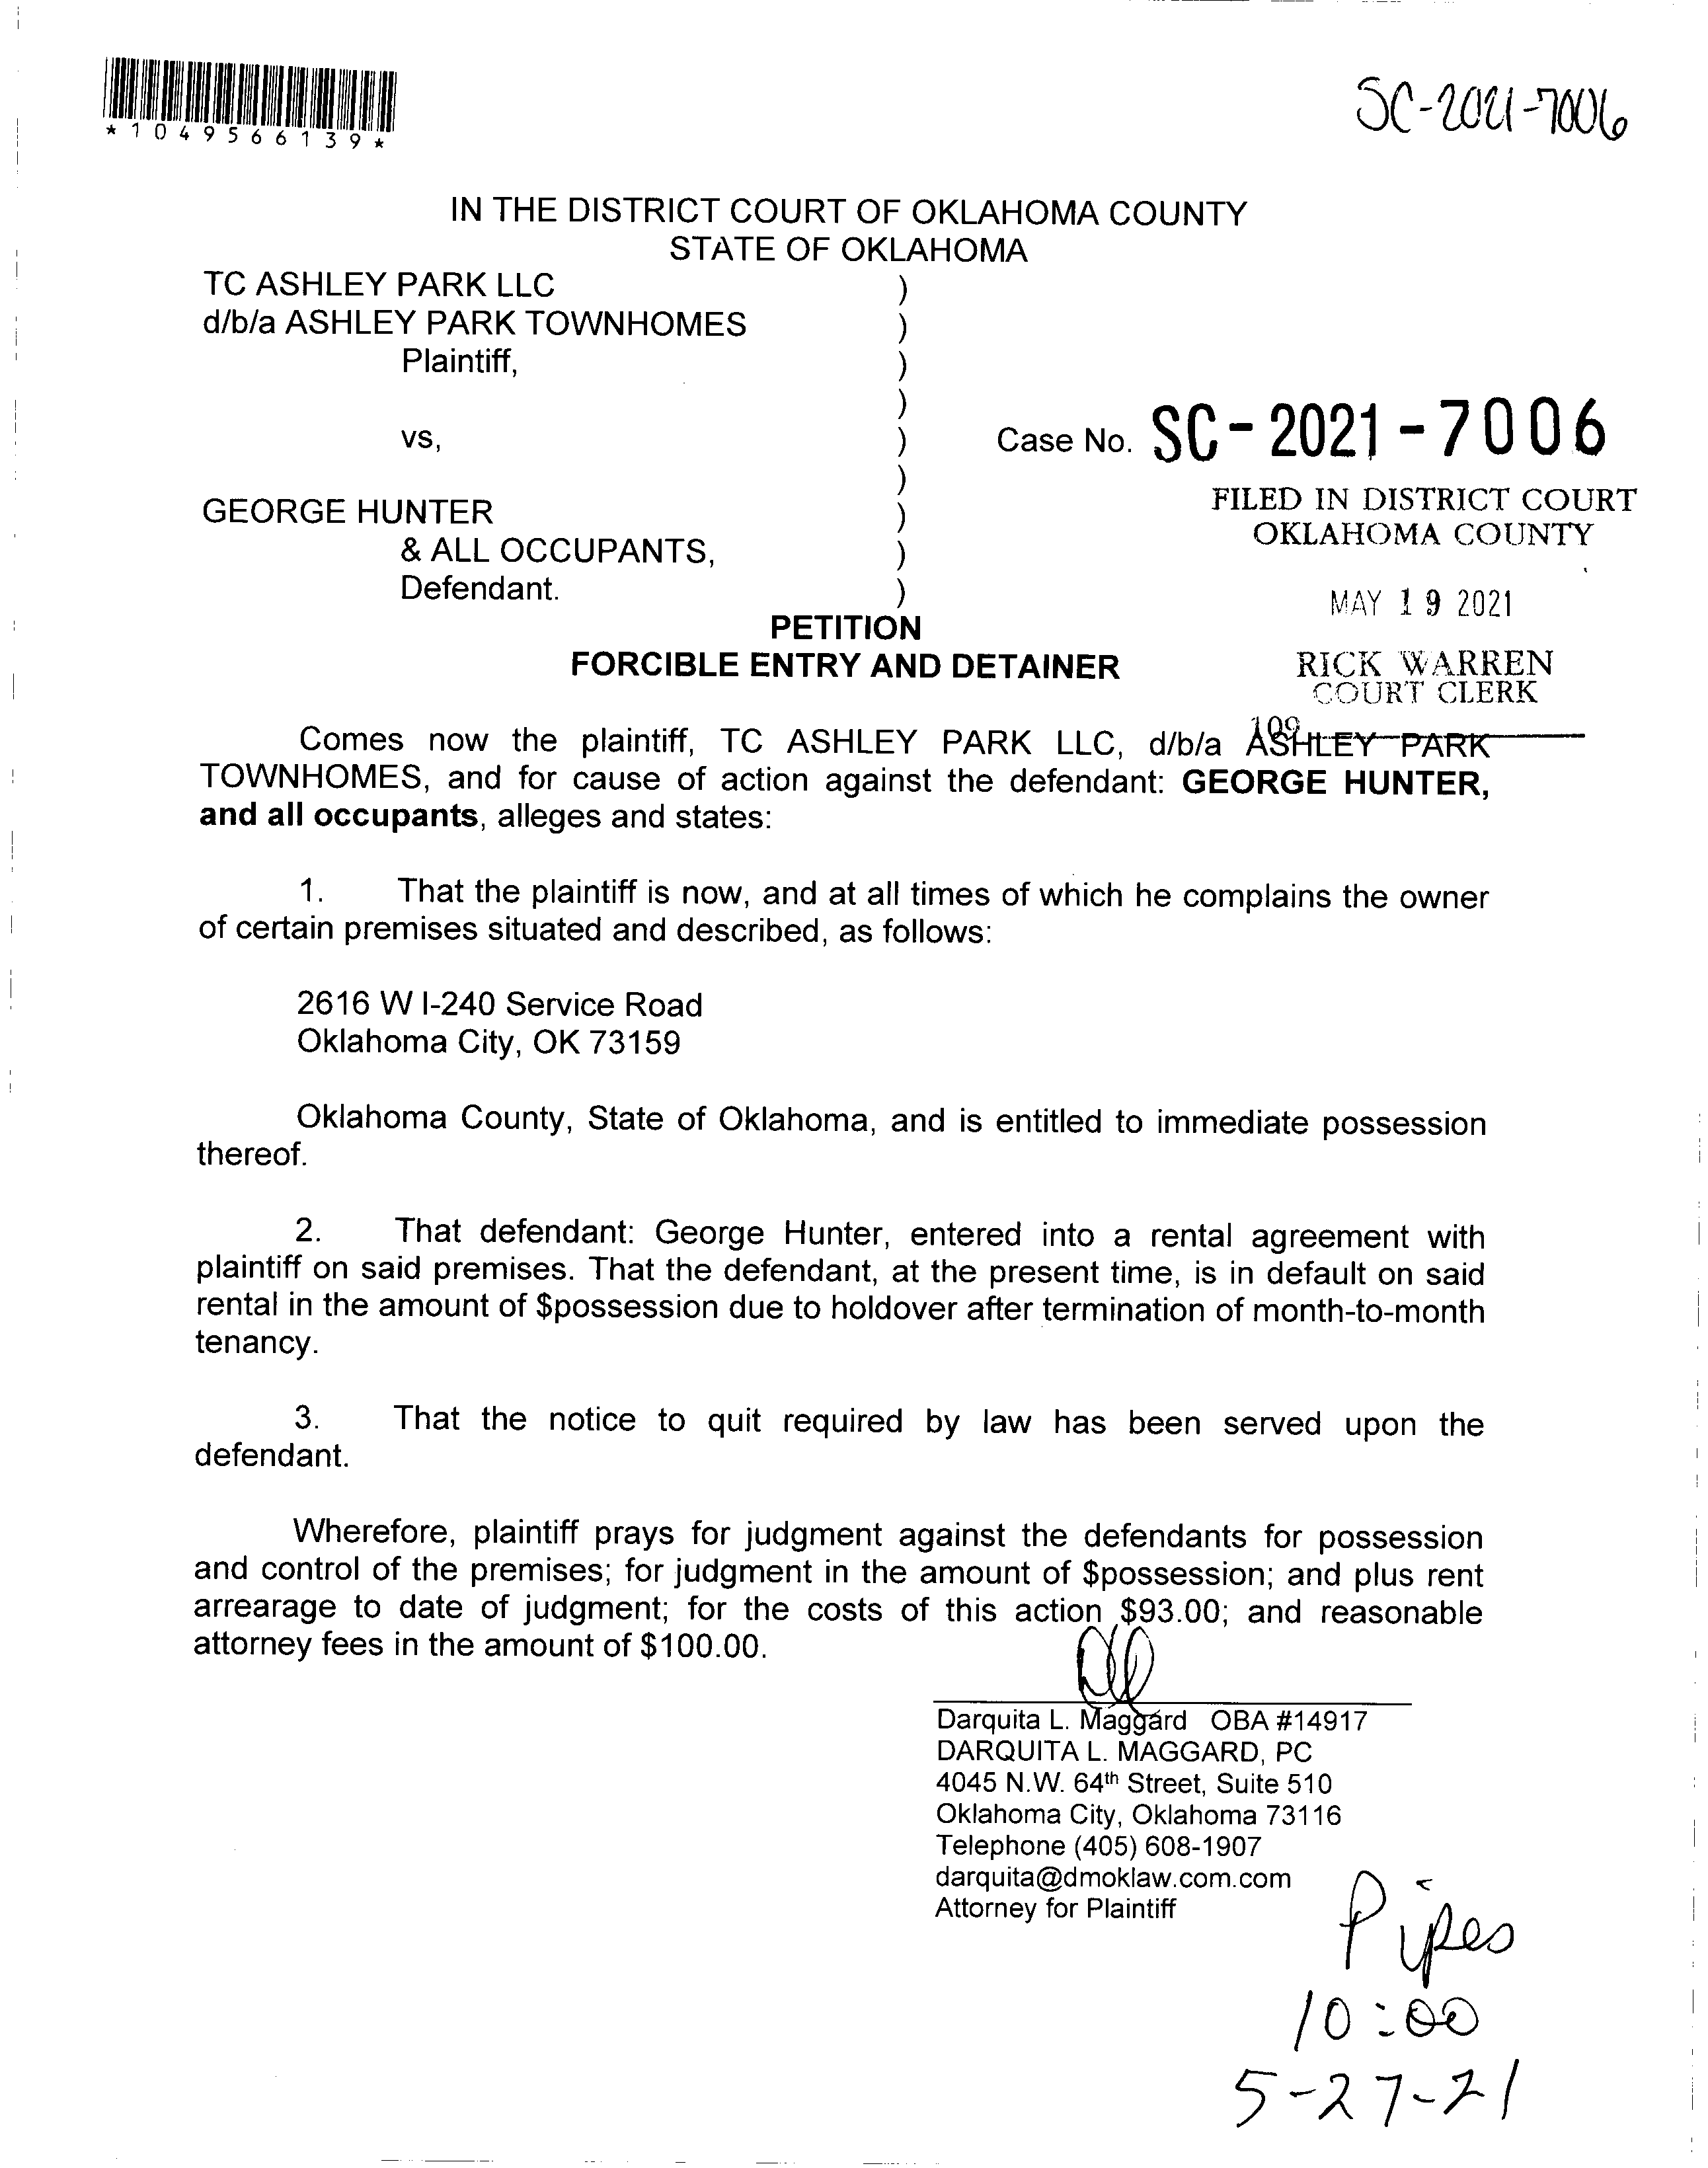 *1049566139*
SC-2021-7006
IN THE DISTRICT COURT OF OKLAHOMA COUNTY
STATE OF OKLAHOMA
TC ASHLEY PARK LLC )
d/b/a ASHLEY PARK TOWNHOMES )
Plaintiff, )
)
vs, ) Case No. SC-2021-7006
)
GEORGE HUNTER )
& ALL OCCUPANTS, )
Defendant. )
FILED IN DISTRICT COURT
OKLAHOMA COUNTY
MAY 19 2021
RICK WARREN
COURT CLERK
109
PETITION
FORCIBLE ENTRY AND DETAINER
Comes now the plaintiff, TC ASHLEY PARK LLC, d/b/a ASHLEY PARK
TOWNHOMES, and for cause of action against the defendant: GEORGE HUNTER,
and all occupants, alleges and states:
1. That the plaintiff is now, and at all times of which he complains the owner
of certain premises situated and described, as follows:
2616 W I-240 Service Road
Oklahoma City, OK 73159
Oklahoma County, State of Oklahoma, and is entitled to immediate possession
thereof.
2. That defendant: George Hunter, entered into a rental agreement with
plaintiff on said premises. That the defendant, at the present time, is in default on said
rental in the amount of $possession due to holdover after termination of month-to-month
tenancy.
3. That the notice to quit required by law has been served upon the
defendant.
Wherefore, plaintiff prays for judgment against the defendants for possession
and control of the premises; for judgment in the amount of $possession; and plus rent
arrearage to date of judgment; for the costs of this action $93.00; and reasonable
attorney fees in the amount of $100.00.
Darquita L. Maggard OBA #14917
DARQUITA L. MAGGARD, PC
4045 N.W. 64th Street, Suite 510
Oklahoma City, Oklahoma 73116
Telephone (405) 608-1907
darquita@dmoklaw.com.com
Attorney for Plaintiff
Pipes
10:00
5-27-21